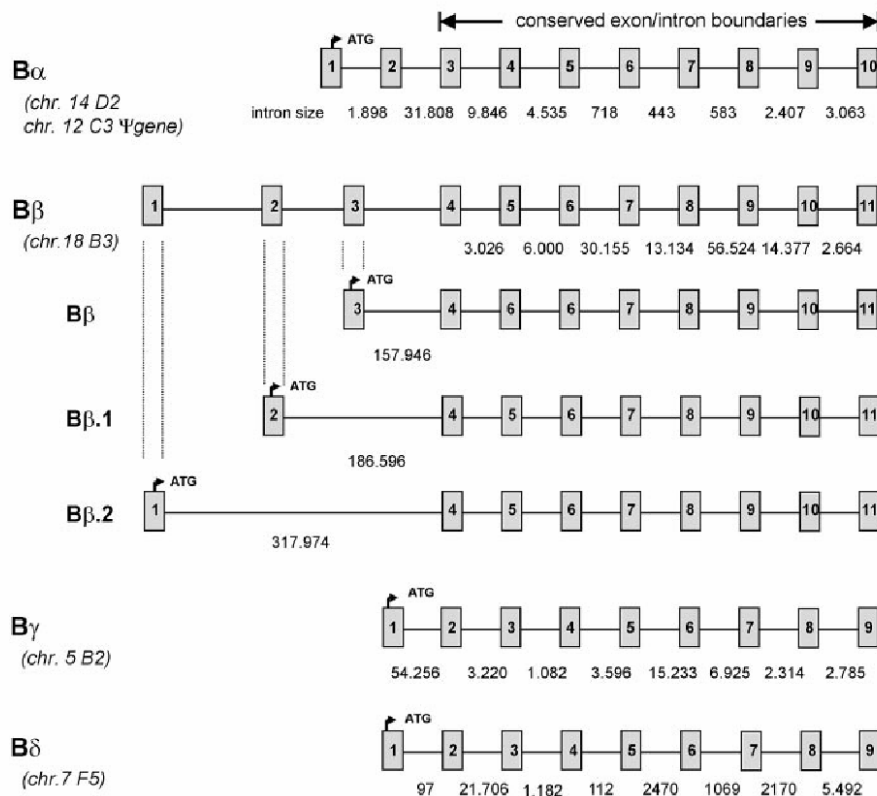 conserved exon/intron boundaries
ATG
Bα 1 2 3 4 5 6 7 8 9 10
(chr. 14 D2
chr. 12 C3 Ψgene)
intron size 1.898 31.808 9.846 4.535 718 443 583 2.407 3.063
Bβ 1 2 3 4 5 6 7 8 9 10 11
(chr.18 B3)
3.026 6.000 30.155 13.134 56.524 14.377 2.664
ATG
Bβ 3 4 6 6 7 8 9 10 11
157.946
ATG
Bβ.1 2 4 5 6 7 8 9 10 11
186.596
ATG
Bβ.2 1 4 5 6 7 8 9 10 11
317.974
ATG
Bγ 1 2 3 4 5 6 7 8 9
(chr. 5 B2)
54.256 3.220 1.082 3.596 15.233 6.925 2.314 2.785
ATG
Bδ 1 2 3 4 5 6 7 8 9
(chr.7 F5)
97 21.706 1.182 112 2470 1069 2170 5.492